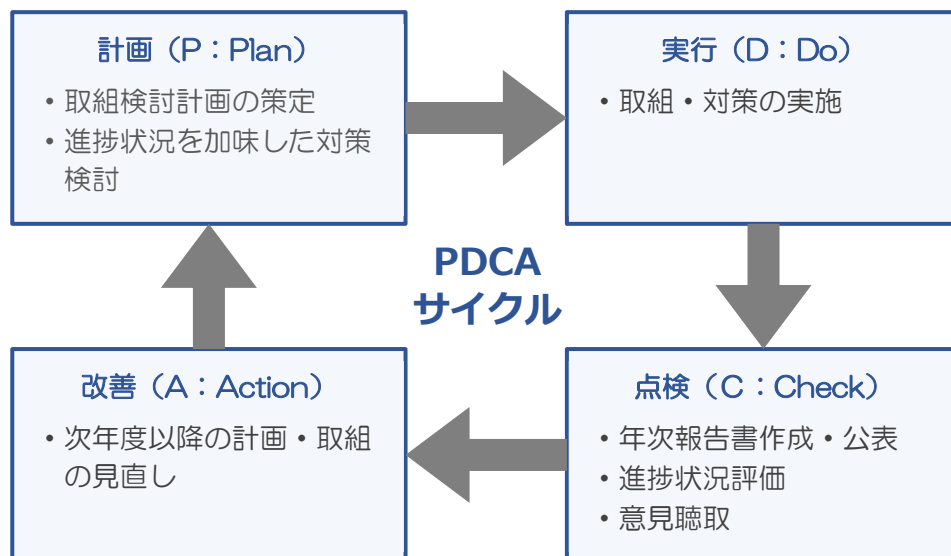 計画（P：Plan）
・取組検討計画の策定
・進捗状況を加味した対策
検討
実行（D：Do）
・取組・対策の実施
PDCA
サイクル
改善（A：Action）
・次年度以降の計画・取組
の見直し
点検（C：Check）
・年次報告書作成・公表
・進捗状況評価
・意見聴取